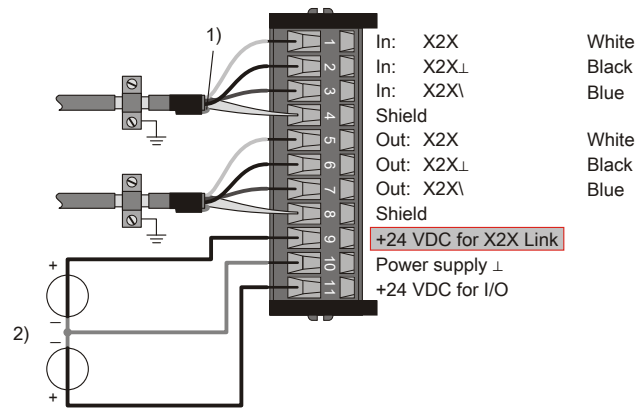 1)
1 In: X2X White
2 In: X2X⊥ Black
3 In: X2X\ Blue
4 Shield
5 Out: X2X White
6 Out: X2X⊥ Black
7 Out: X2X\ Blue
8 Shield
9 +24 VDC for X2X Link
10 Power supply ⊥
11 +24 VDC for I/O
+
–
2)
–
+